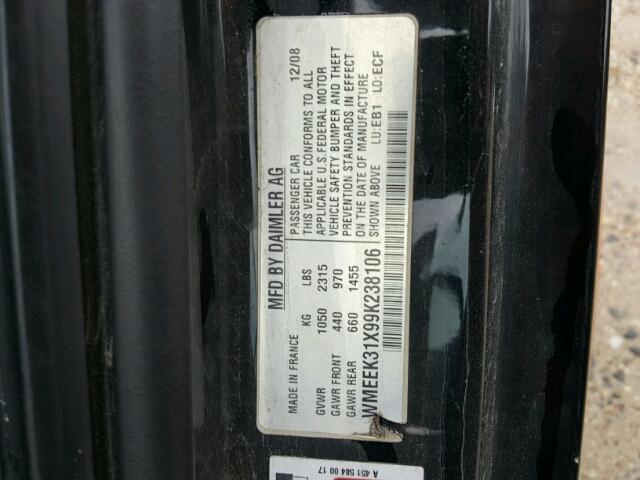 MFD BY DAIMLER AG
MADE IN FRANCE KG LBS
GVWR 1050 2315
GAWR FRONT 440 970
GAWR REAR 660 1455
PASSENGER CAR 12/08
THIS VEHICLE CONFORMS TO ALL
APPLICABLE U.S. FEDERAL MOTOR
VEHICLE SAFETY BUMPER AND THEFT
PREVENTION STANDARDS IN EFFECT
ON THE DATE OF MANUFACTURE
SHOWN ABOVE LU:EB1 LO:ECF
WMEEK31X99K238106
A 451 584 00 17